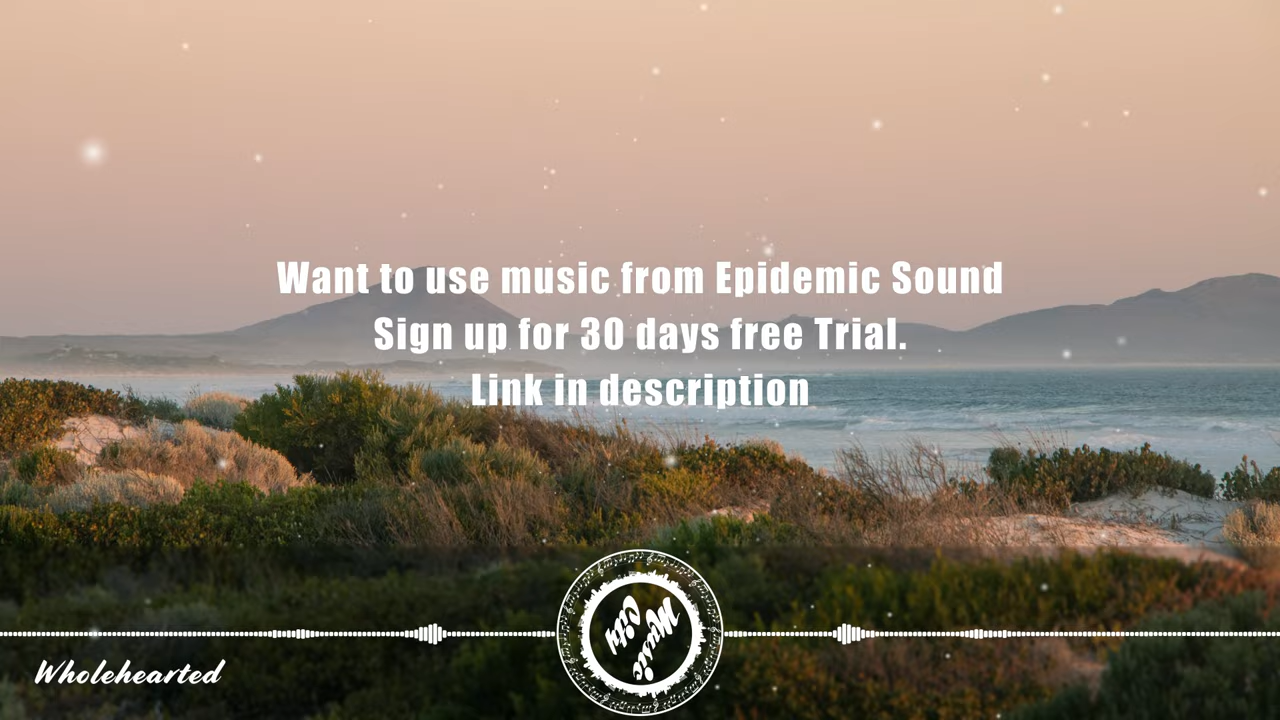 Want to use music from Epidemic Sound
Sign up for 30 days free Trial.
Link in description
Music
City
Wholehearted